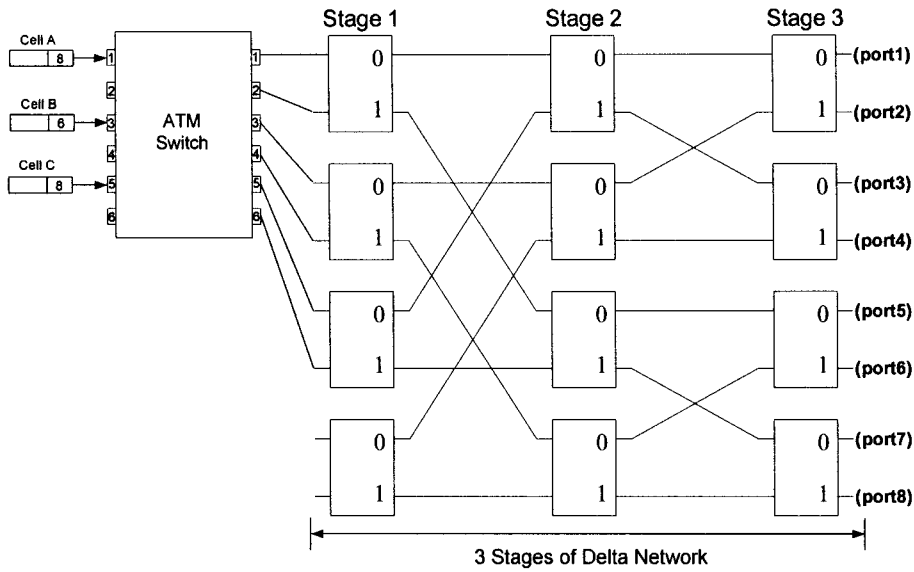 Stage 1
Stage 2
Stage 3
Cell A
8
Cell B
6
Cell C
8
1
2
3
4
5
6
ATM
Switch
1
2
3
4
5
6
0
1
0
1
0
1
0
1
0
1
0
1
0
1
0
1
0
1
0
1
0
1
0
1
(port1)
(port2)
(port3)
(port4)
(port5)
(port6)
(port7)
(port8)
3 Stages of Delta Network